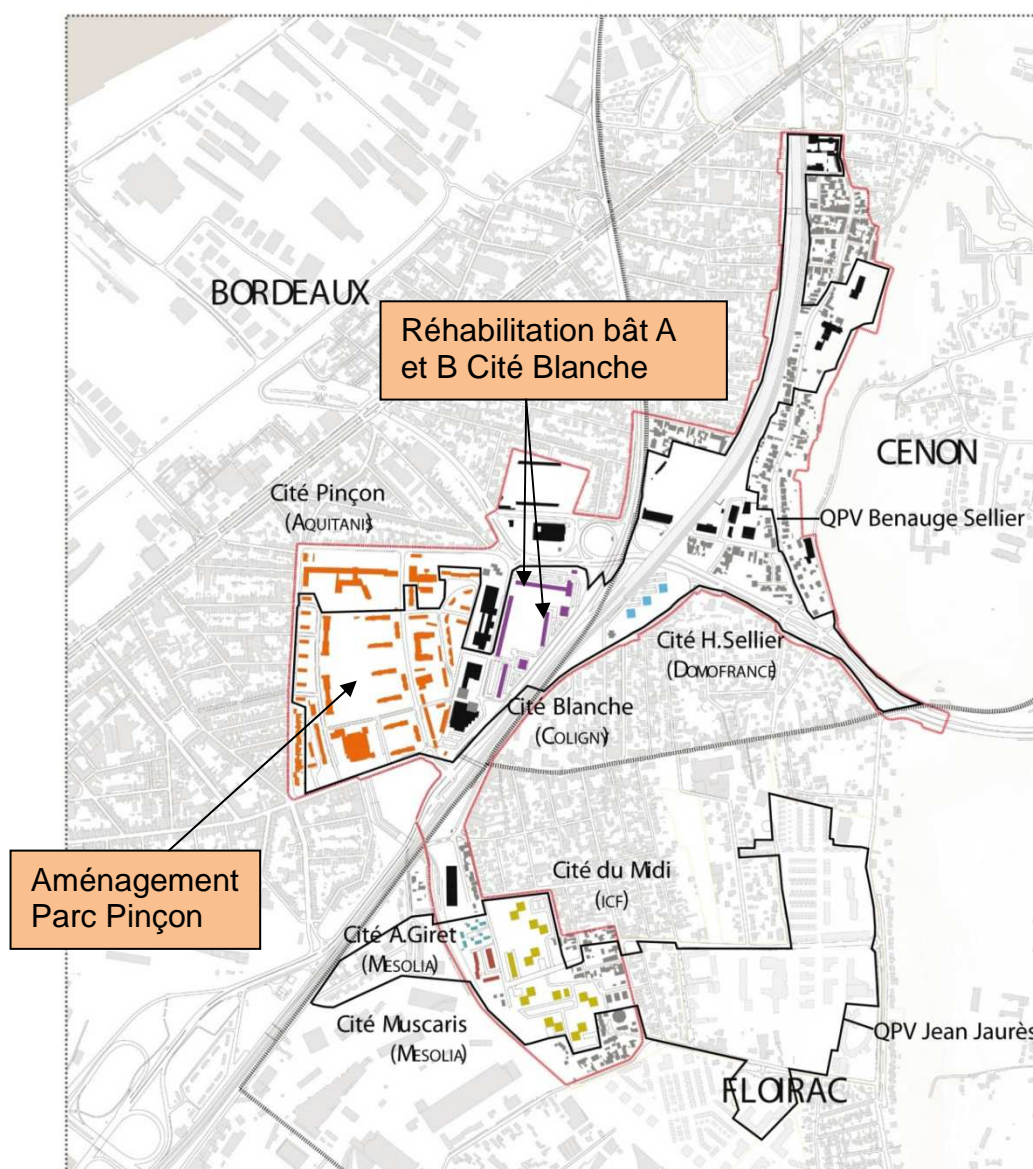 BORDEAUX
Réhabilitation bât A
et B Cité Blanche
CENON
Cité Pinçon
(AQUITANIS)
QPV Benauge Sellier
Cité H.Sellier
(DOMOFRANCE)
Cité Blanche
(COLIGNY)
Aménagement
Parc Pinçon
Cité du Midi
(ICF)
Cité A.Giret
(MESOLIA)
Cité Muscaris
(MESOLIA)
QPV Jean Jaurès
FLOIRAC